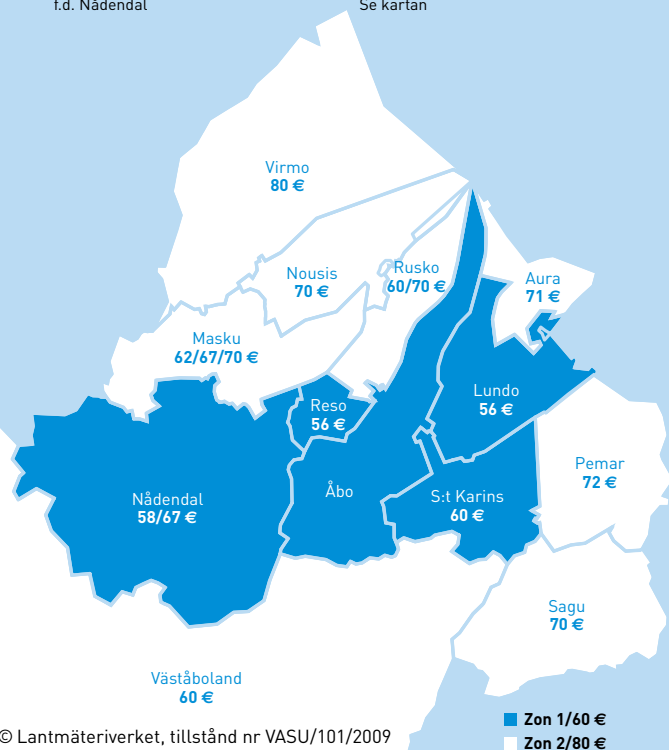 f.d. Nådendal
Se kartan
Virmo
80 €
Nousis
70 €
Rusko
60/70 €
Aura
71 €
Masku
62/67/70 €
Reso
56 €
Lundo
56 €
Pemar
72 €
Nådendal
58/67 €
Åbo
S:t Karins
60 €
Sagu
70 €
Väståboland
60 €
Zon 1/60 €
Zon 2/80 €
© Lantmäteriverket, tillstånd nr VASU/101/2009